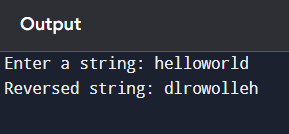 Output
Enter a string: helloworld
Reversed string: dlrowolleh